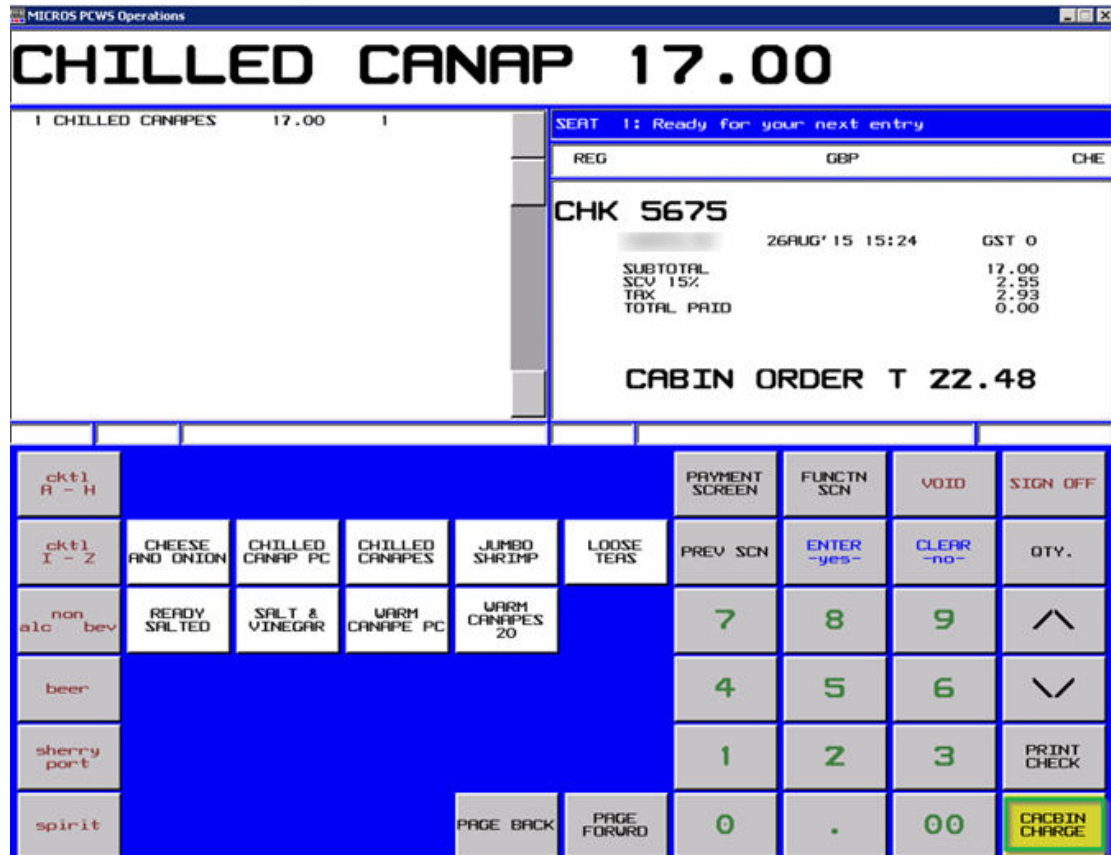 MICROS PCWS Operations
CHILLED CANAP 17.00
1 CHILLED CANAPES 17.00 1
SEAT 1: Ready for your next entry
REG GBP CHE
CHK 5675
26AUG'15 15:24 GST 0
SUBTOTAL 17.00
SCV 15% 2.55
TAX 2.93
TOTAL PAID 0.00
CABIN ORDER T 22.48
cktl
A - H
PAYMENT
SCREEN
FUNCTN
SCN
VOID
SIGN OFF
cktl
I - Z
CHEESE
AND ONION
CHILLED
CANAP PC
CHILLED
CANAPES
JUMBO
SHRIMP
LOOSE
TEAS
PREV SCN
ENTER
-yes-
CLEAR
-no-
QTY.
non
alc bev
READY
SALTED
SALT &
VINEGAR
WARM
CANAPE PC
WARM
CANAPES
20
7
8
9
beer
4
5
6
sherry
port
1
2
3
PRINT
CHECK
spirit
PAGE BACK
PAGE
FORWRD
0
.
00
CACBIN
CHARGE